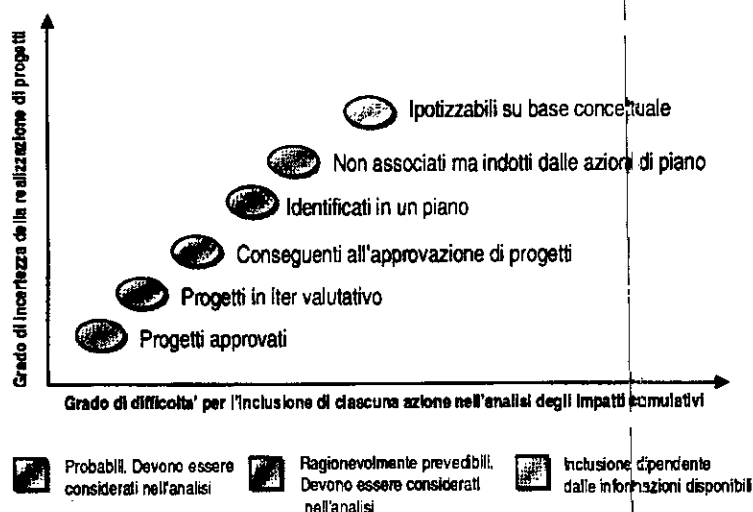 Grado di incertezza della realizzazione di progetti
Ipotizzabili su base concettuale
Non associati ma indotti dalle azioni di piano
Identificati in un piano
Conseguenti all'approvazione di progetti
Progetti in iter valutativo
Progetti approvati
Grado di difficolta' per l'inclusione di ciascuna azione nell'analisi degli impatti cumulativi
Probabili. Devono essere
considerati nell'analisi
Ragionevolmente prevedibili.
Devono essere considerati
nell'analisi
Inclusione dipendente
dalle informazioni disponibili